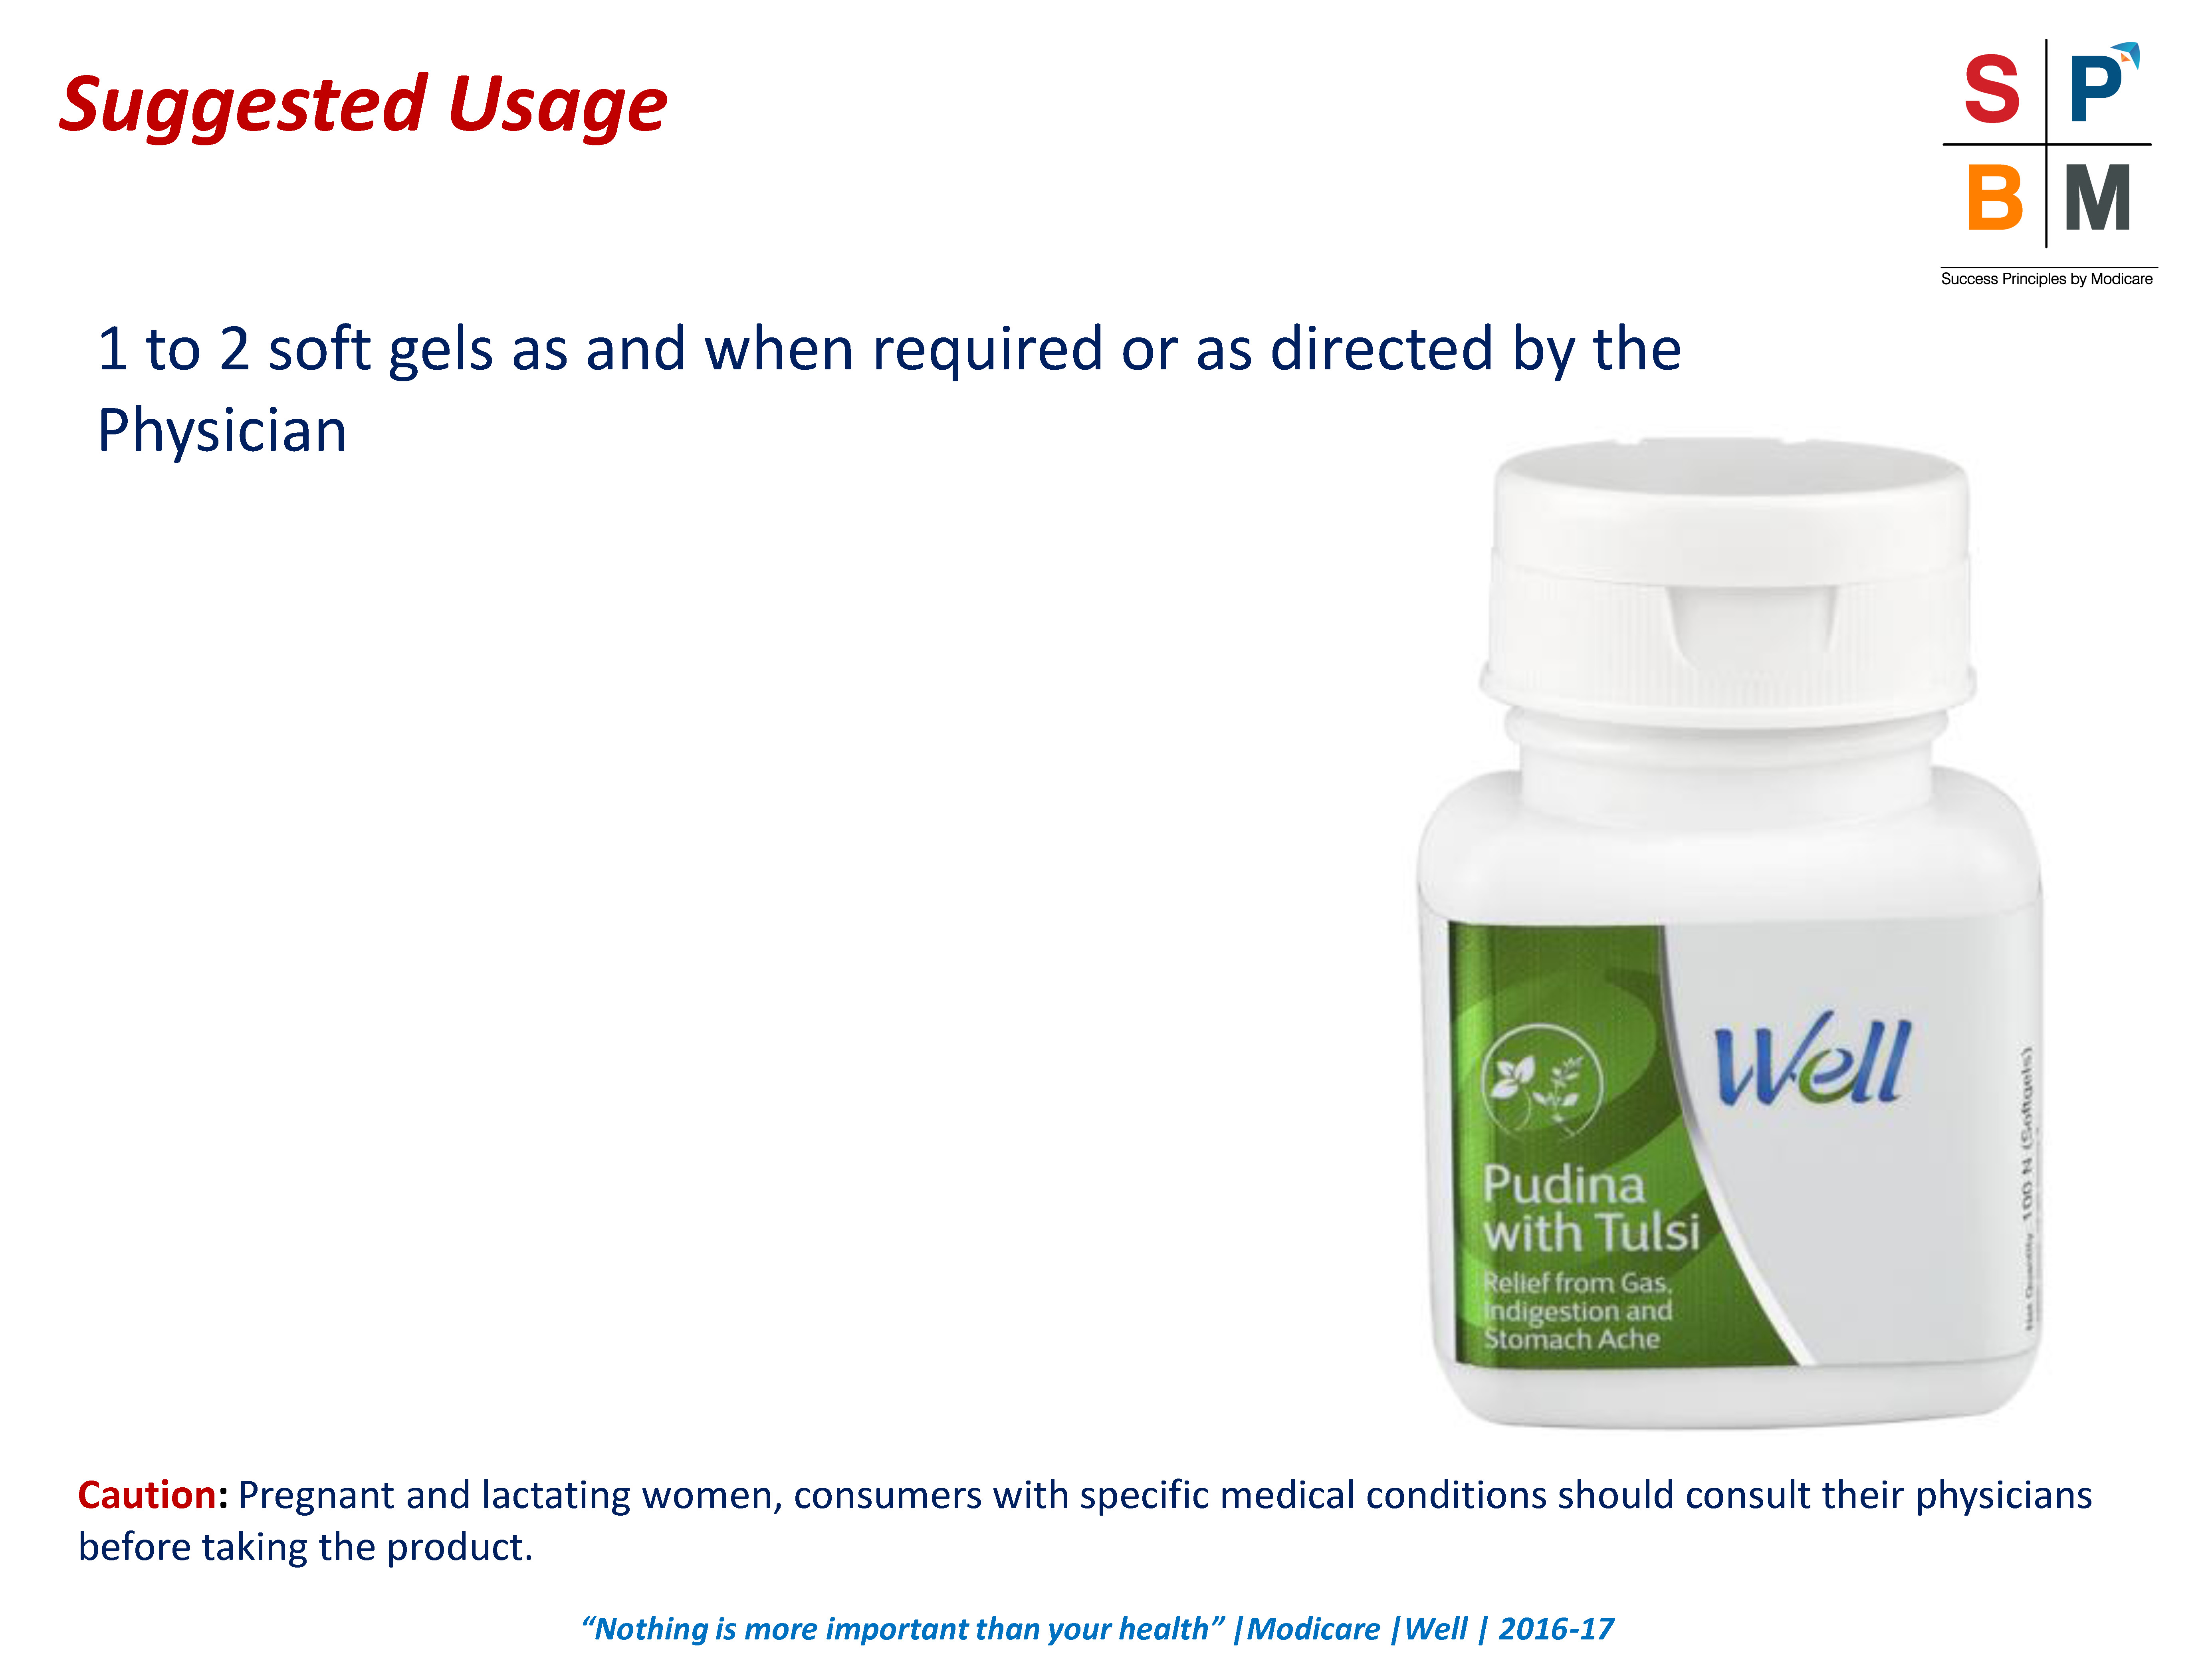 Suggested Usage
S P
B M
Success Principles by Modicare
1 to 2 soft gels as and when required or as directed by the
Physician
Well
Pudina
with Tulsi
Relief from Gas,
Indigestion and
Stomach Ache
Net Quantity 100 N (Softgels)
Caution: Pregnant and lactating women, consumers with specific medical conditions should consult their physicians
before taking the product.
“Nothing is more important than your health” |Modicare |Well | 2016-17